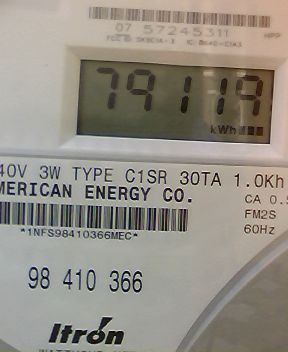 07 57245311
79119
kWh
40V 3W TYPE C1SR 30TA 1.0Kh
MERICAN ENERGY CO.
CA 0.5
FM2S
60Hz
*1NFS98410366MEC*
98 410 366
Itron